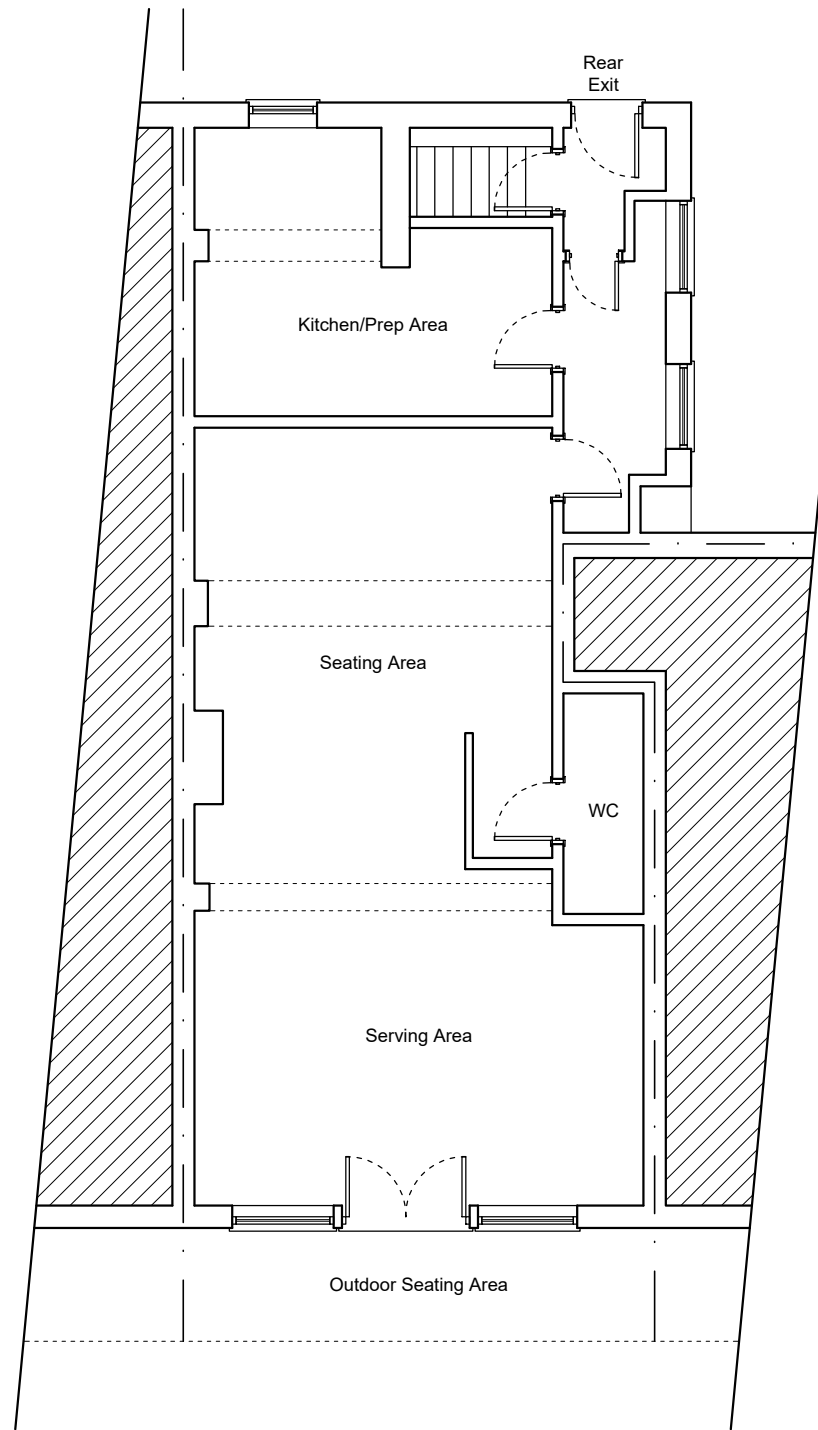 Rear
Exit
Kitchen/Prep Area
Seating Area
WC
Serving Area
Outdoor Seating Area